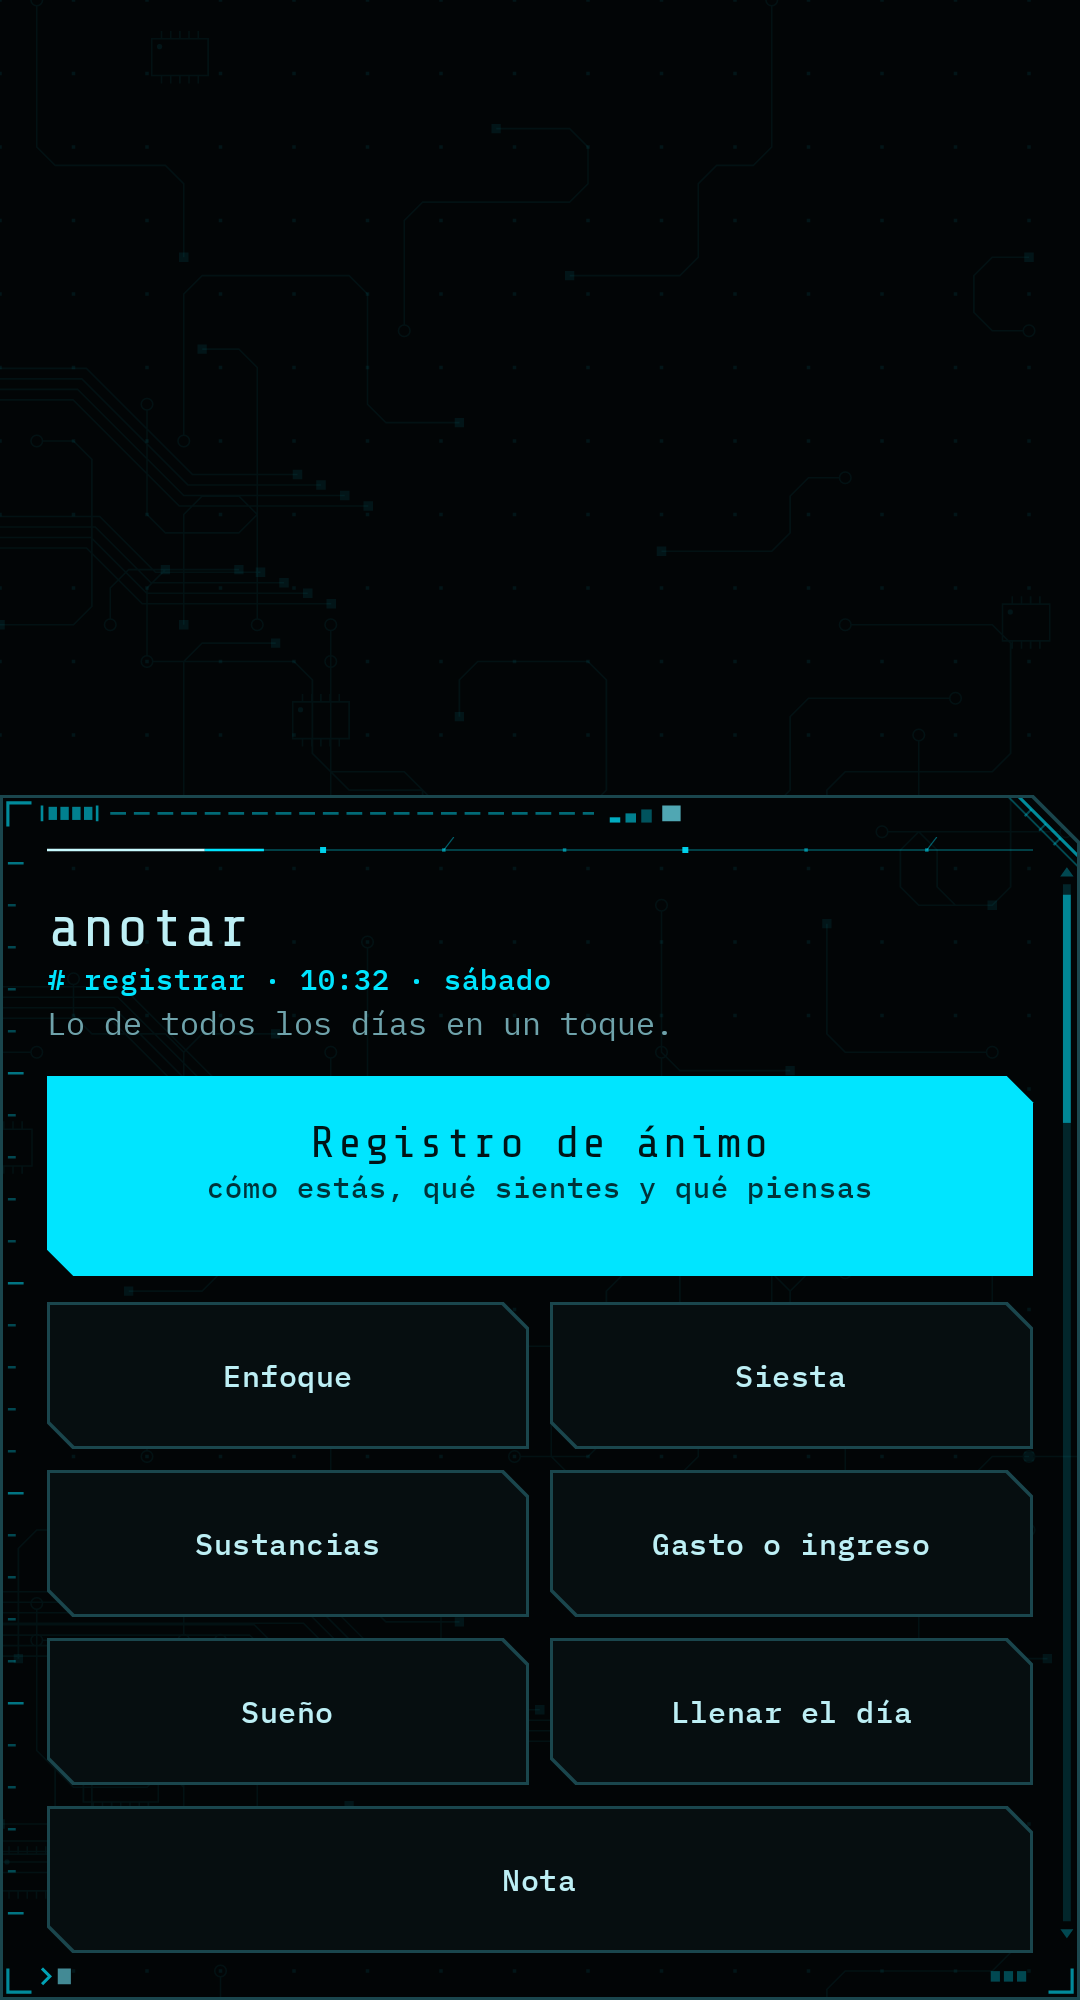 anotar
# registrar · 10:32 · sábado
Lo de todos los días en un toque.
Registro de ánimo
cómo estás, qué sientes y qué piensas
Enfoque
Siesta
Sustancias
Gasto o ingreso
Sueño
Llenar el día
Nota